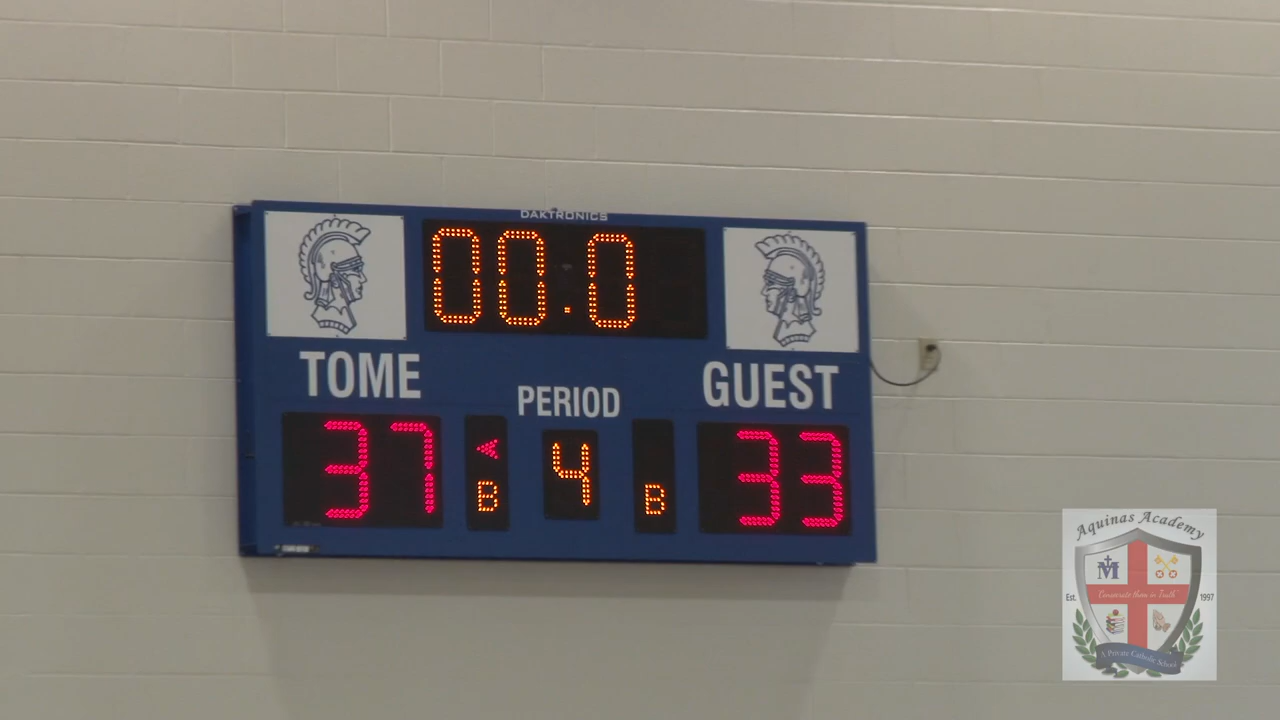 DAKTRONICS
00.0
TOME
GUEST
PERIOD
37
A
B
4
B
33
Aquinas Academy
M
Est.
1997
"Consecrate them in Truth"
A Private Catholic School